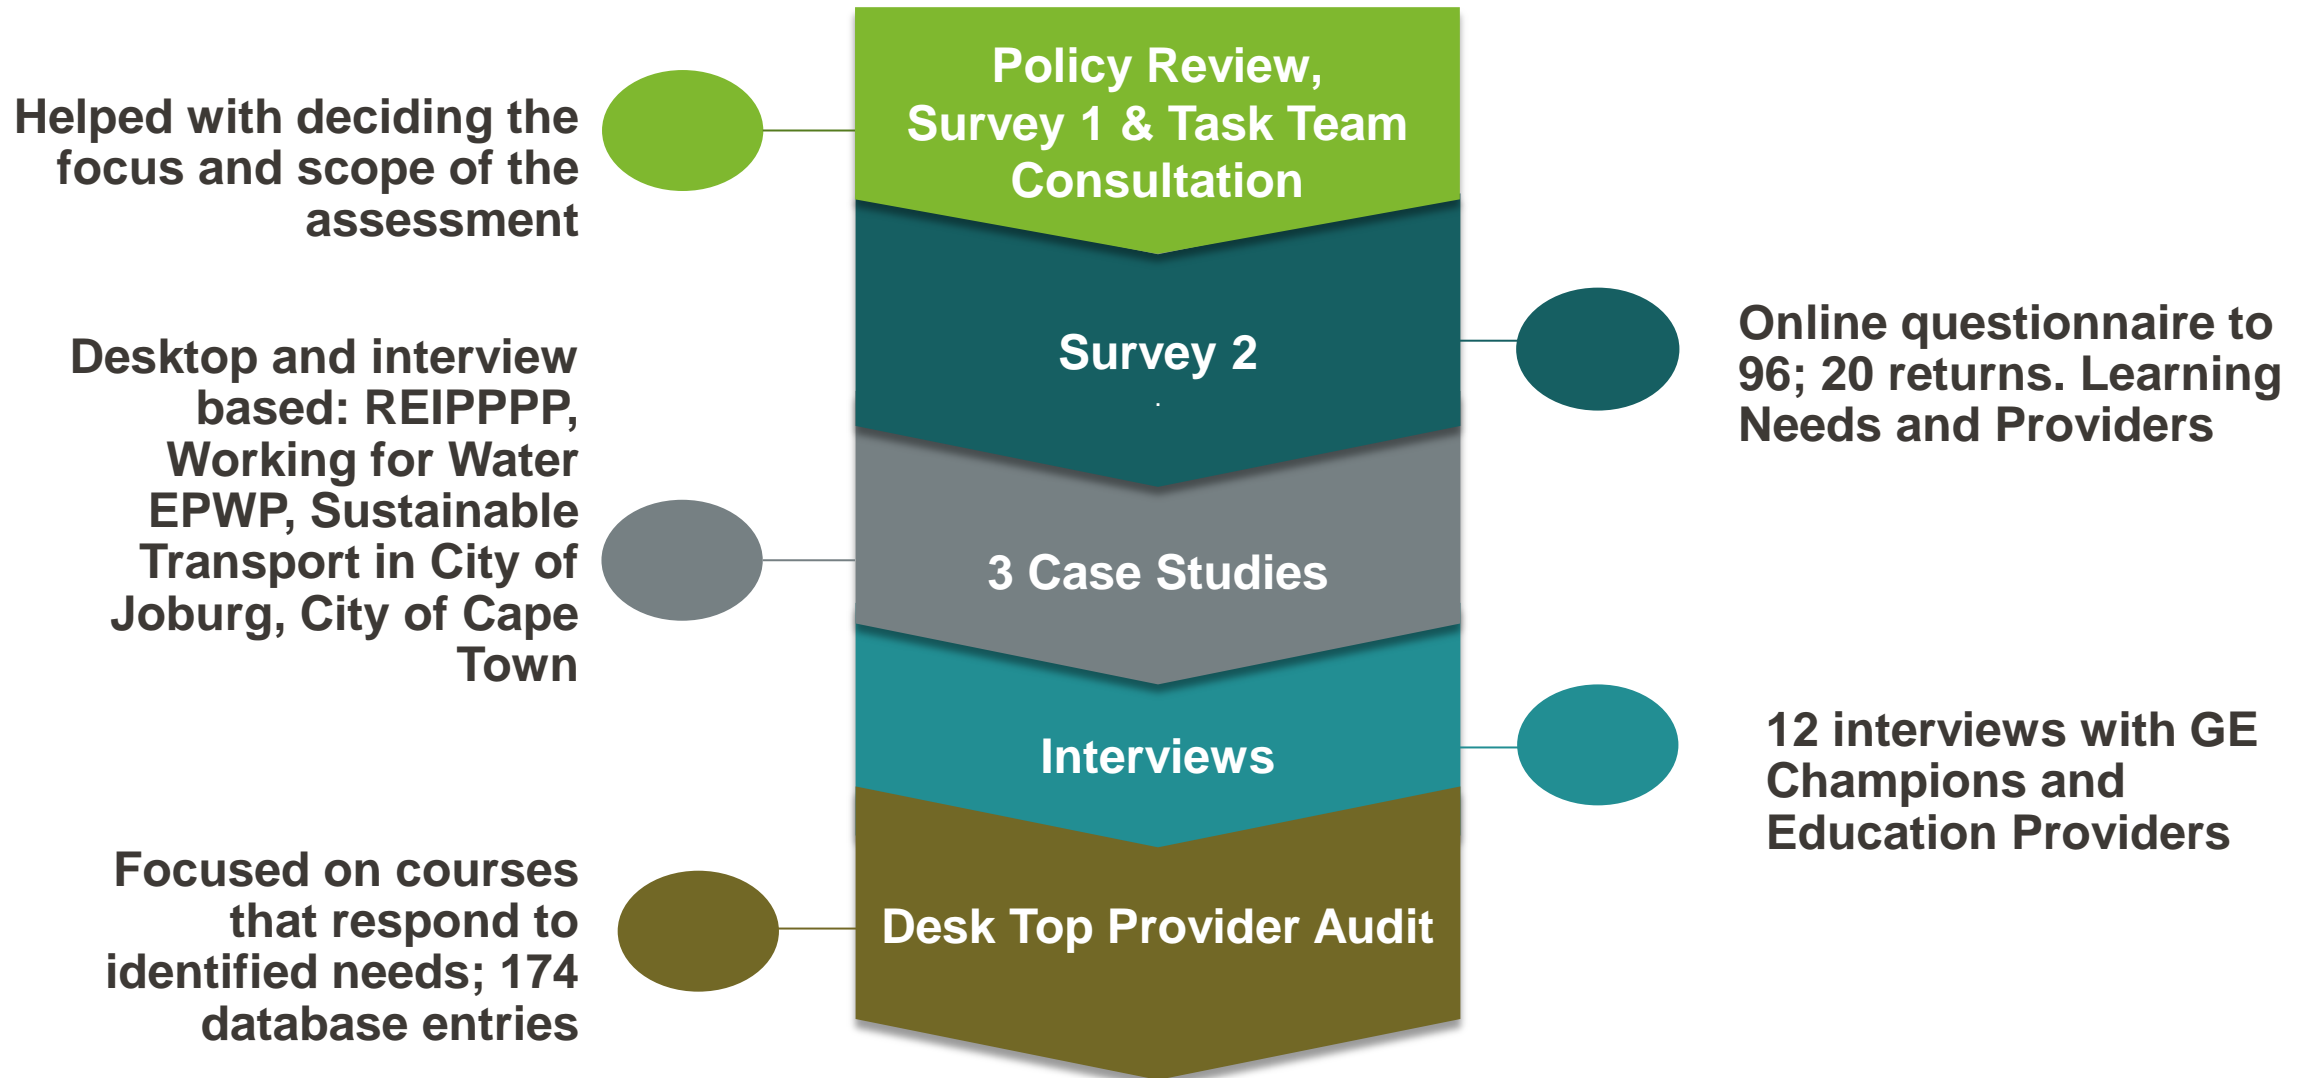 Policy Review,
Survey 1 & Task Team
Consultation
Helped with deciding the
focus and scope of the
assessment
Survey 2
.
Online questionnaire to
96; 20 returns. Learning
Needs and Providers
3 Case Studies
Desktop and interview
based: REIPPPP,
Working for Water
EPWP, Sustainable
Transport in City of
Joburg, City of Cape
Town
Interviews
12 interviews with GE
Champions and
Education Providers
Desk Top Provider Audit
Focused on courses
that respond to
identified needs; 174
database entries